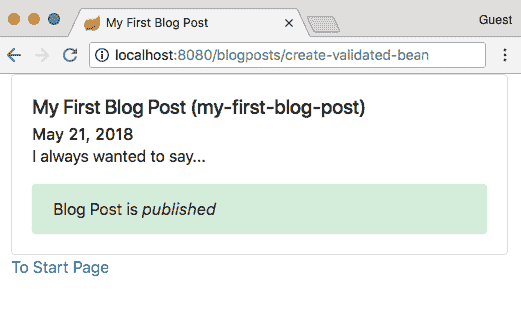 My First Blog Post
Guest
localhost:8080/blogposts/create-validated-bean
My First Blog Post (my-first-blog-post)
May 21, 2018
I always wanted to say...
Blog Post is published
To Start Page